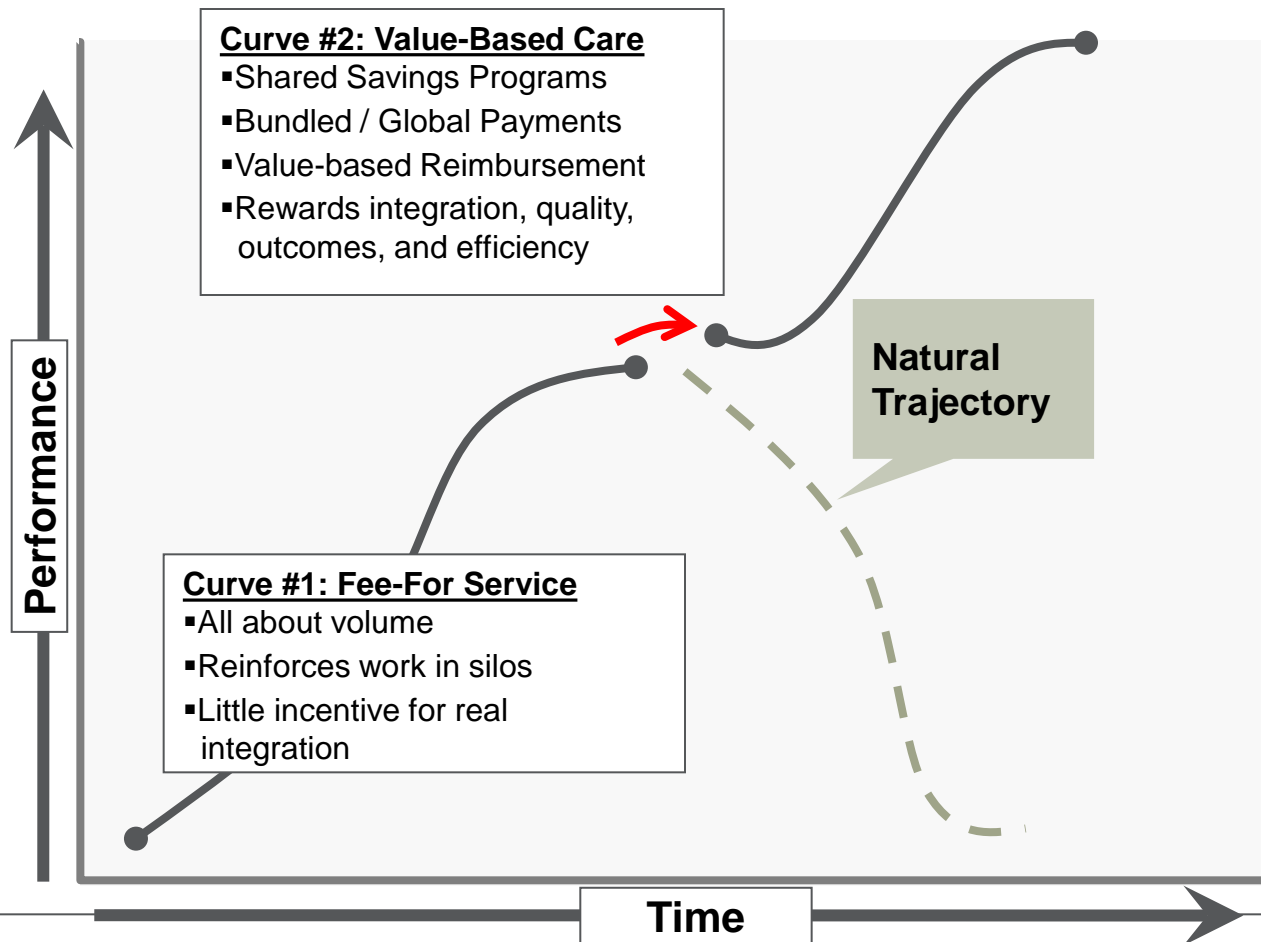 Curve #2: Value-Based Care
▪Shared Savings Programs
▪Bundled / Global Payments
▪Value-based Reimbursement
▪Rewards integration, quality,
outcomes, and efficiency
Natural
Trajectory
Performance
Curve #1: Fee-For Service
▪All about volume
▪Reinforces work in silos
▪Little incentive for real
integration
Time